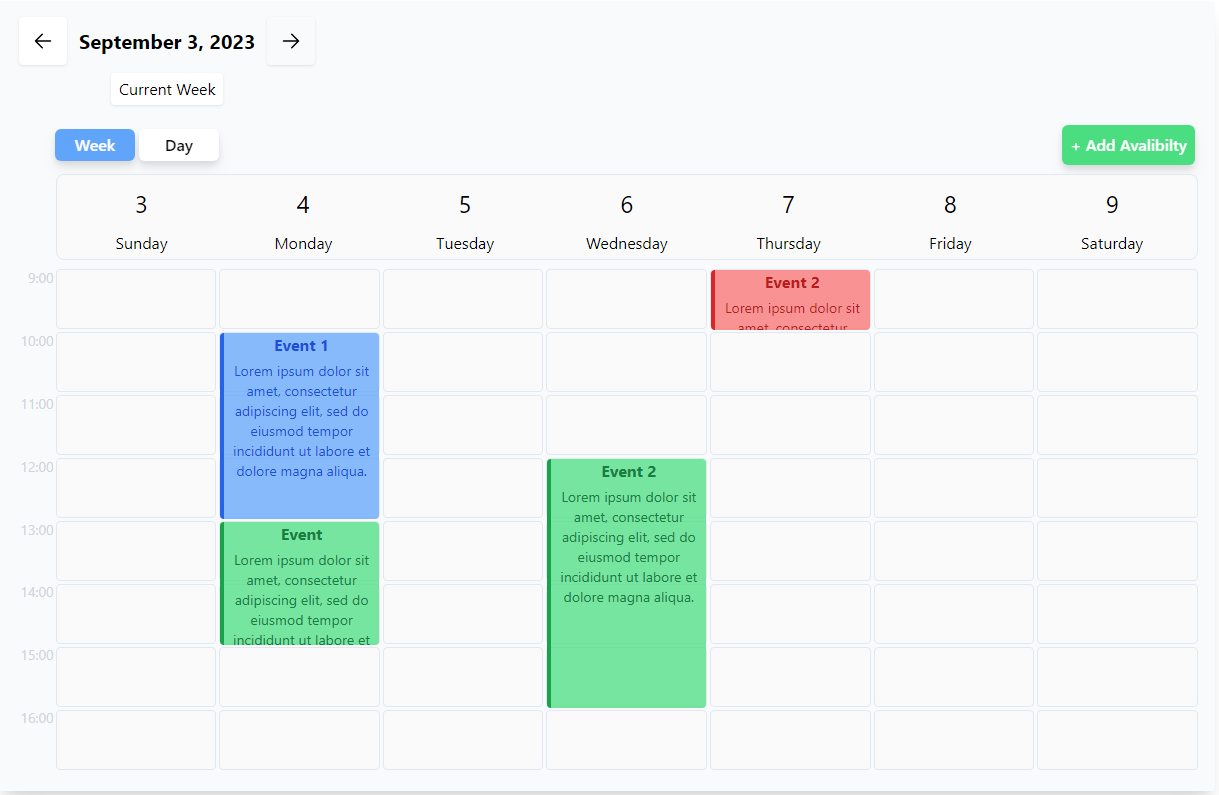 September 3, 2023
Current Week
Week
Day
+ Add Avalibilty
3
4
5
6
7
8
9
Sunday
Monday
Tuesday
Wednesday
Thursday
Friday
Saturday
9:00
10:00
11:00
12:00
13:00
14:00
15:00
16:00
Event 1
Lorem ipsum dolor sit
amet, consectetur
adipiscing elit, sed do
eiusmod tempor
incididunt ut labore et
dolore magna aliqua.
Event
Lorem ipsum dolor sit
amet, consectetur
adipiscing elit, sed do
eiusmod tempor
incididunt ut labore et
Event 2
Lorem ipsum dolor sit
amet, consectetur
adipiscing elit, sed do
eiusmod tempor
incididunt ut labore et
dolore magna aliqua.
Event 2
Lorem ipsum dolor sit
amet, consectetur